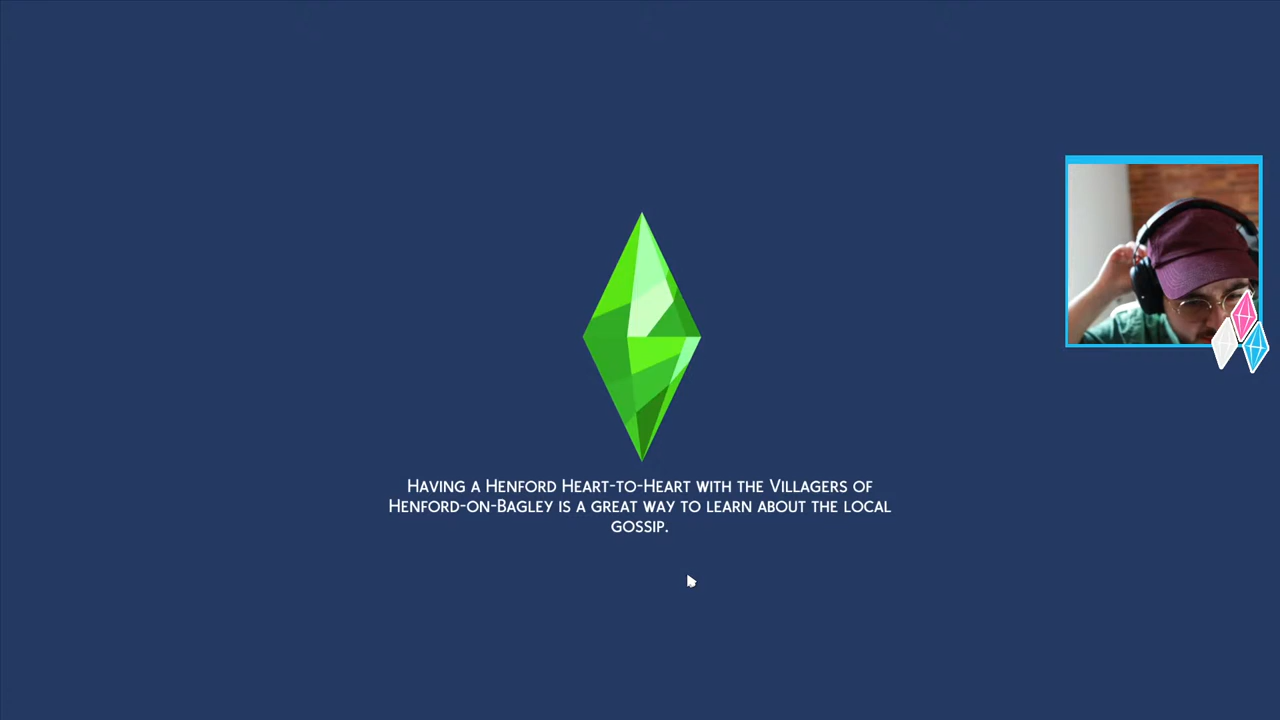 Having a Henford Heart-to-Heart with the Villagers of
Henford-on-Bagley is a great way to learn about the local
gossip.